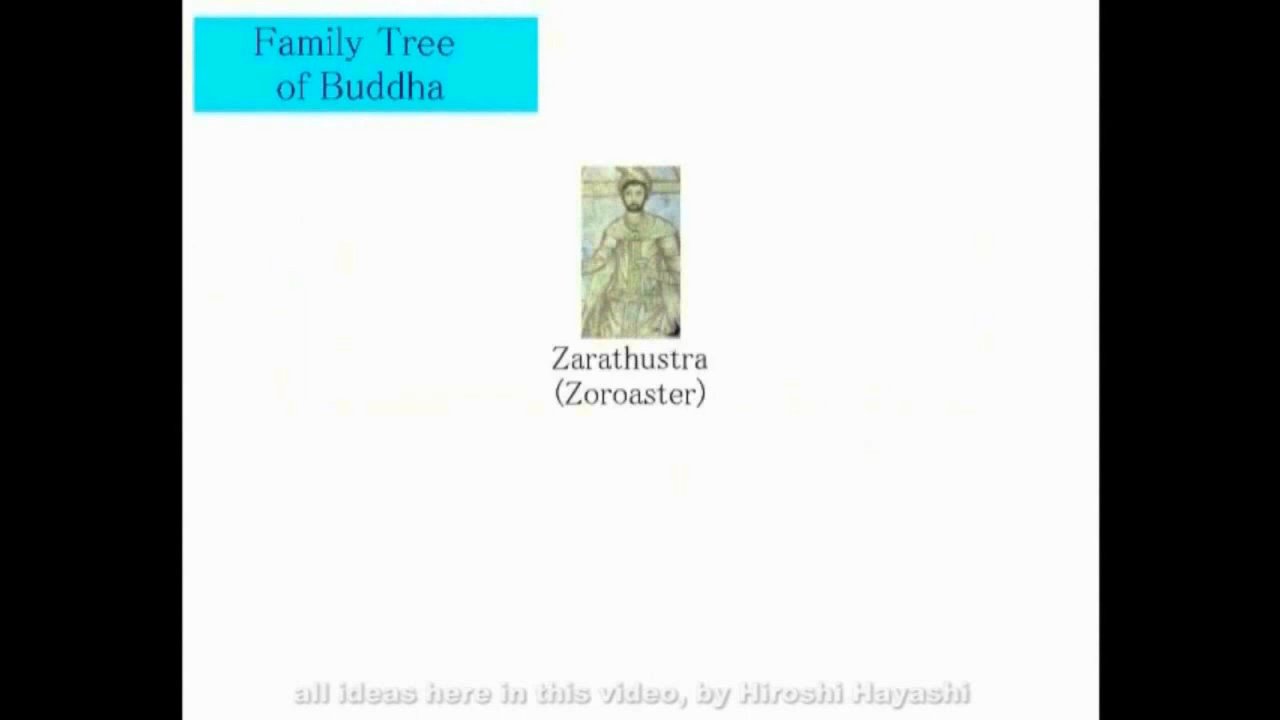 Family Tree
of Buddha
Zarathustra
(Zoroaster)
all ideas here in this video, by Hiroshi Hayashi